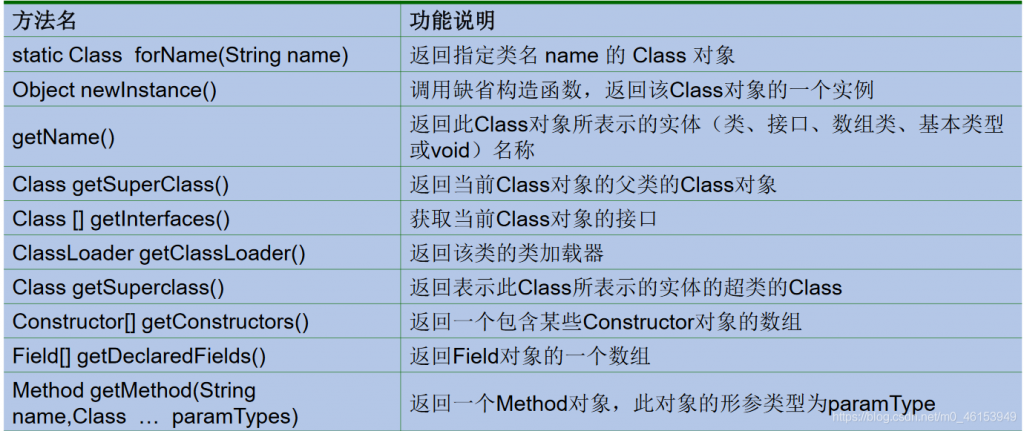 方法名 功能说明
static Class forName(String name) 返回指定类名 name 的 Class 对象
Object newInstance() 调用缺省构造函数，返回该Class对象的一个实例
getName() 返回此Class对象所表示的实体（类、接口、数组类、基本类型
或void）名称
Class getSuperClass() 返回当前Class对象的父类的Class对象
Class [] getInterfaces() 获取当前Class对象的接口
ClassLoader getClassLoader() 返回该类的类加载器
Class getSuperclass() 返回表示此Class所表示的实体的超类的Class
Constructor[] getConstructors() 返回一个包含某些Constructor对象的数组
Field[] getDeclaredFields() 返回Field对象的一个数组
Method getMethod(String
name,Class … paramTypes) 返回一个Method对象，此对象的形参类型为paramType
https://blog.csdn.net/m0_46153949